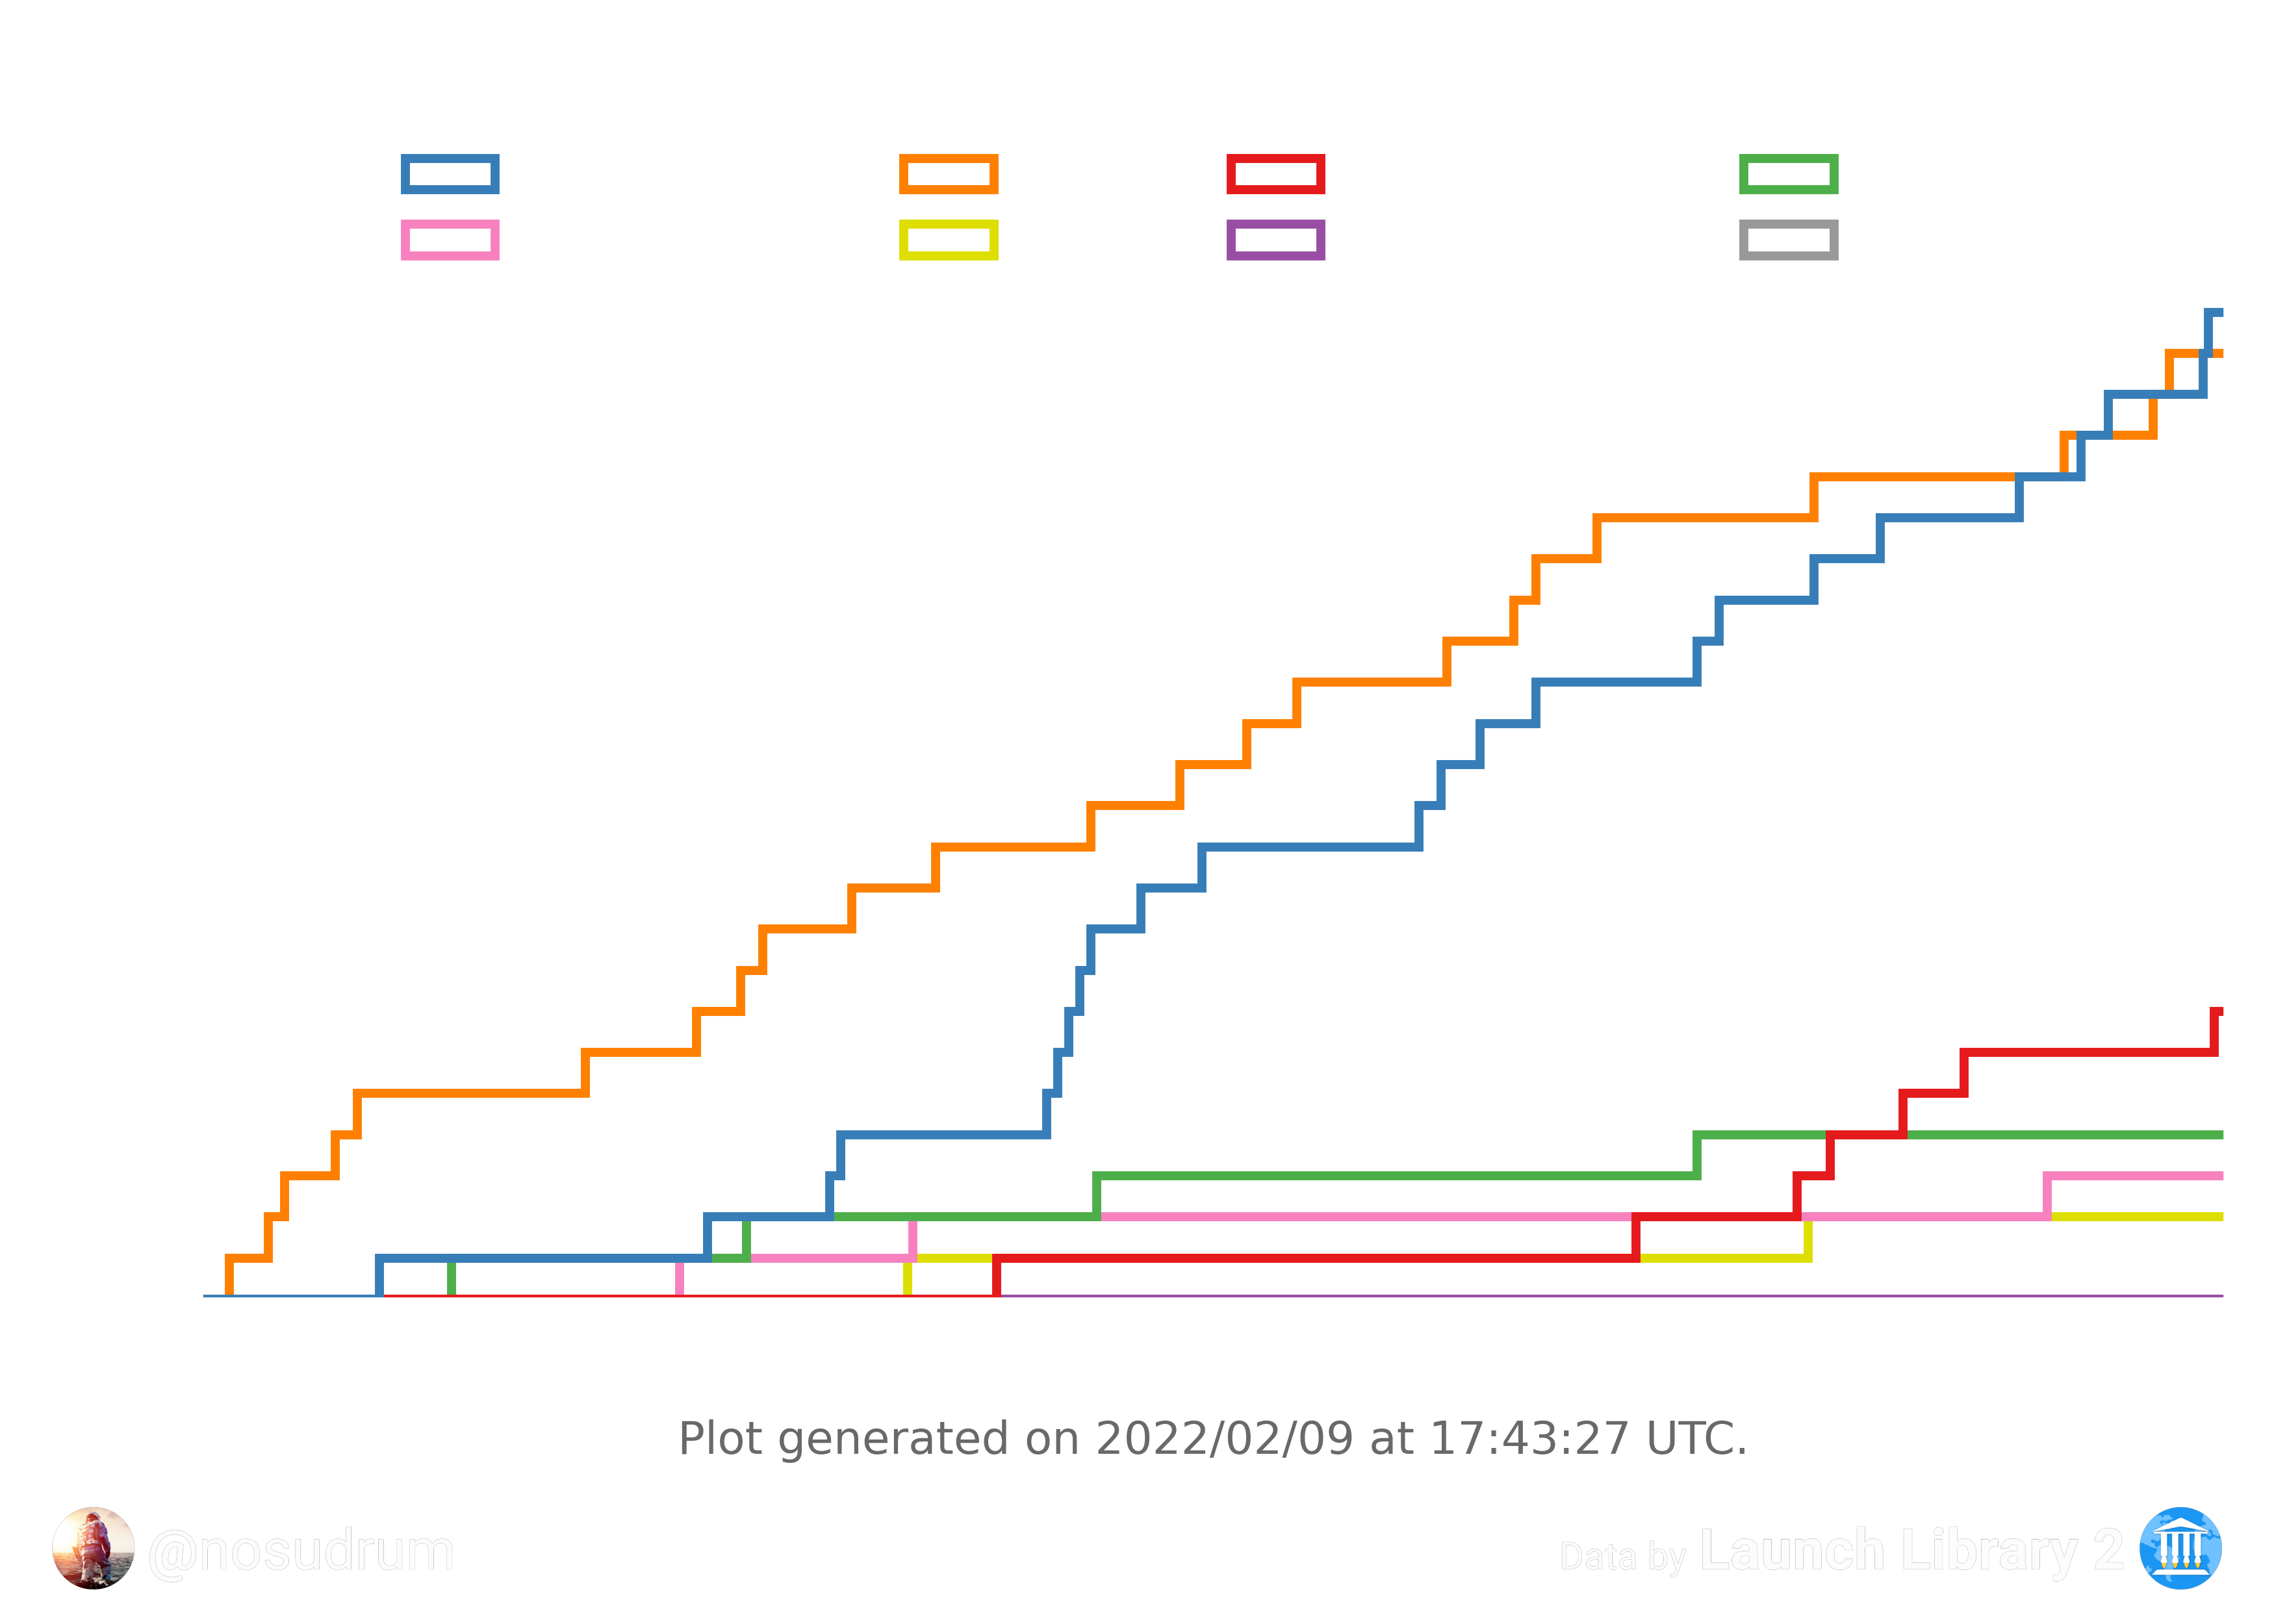 Plot generated on 2022/02/09 at 17:43:27 UTC.
@nosudrum
Data by Launch Library 2